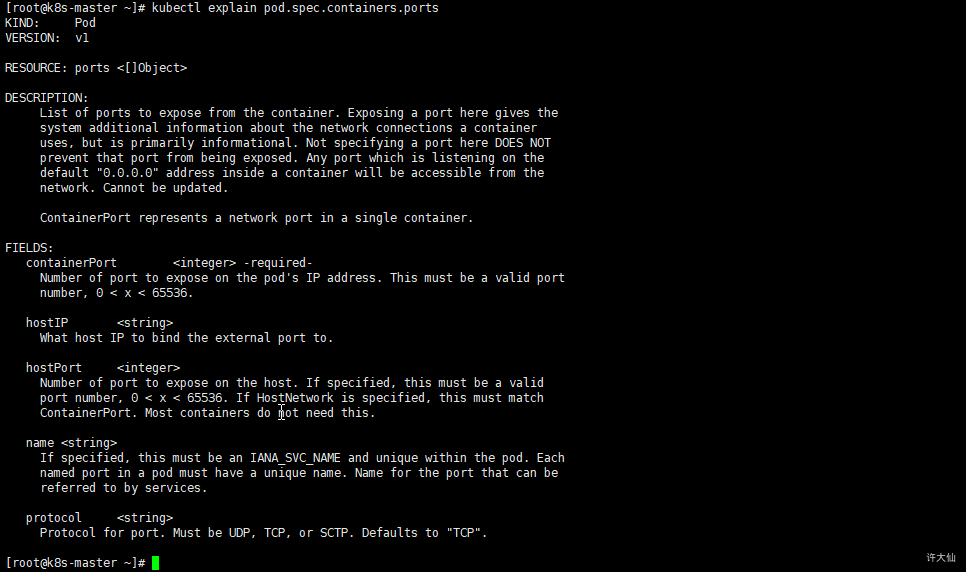 [root@k8s-master ~]# kubectl explain pod.spec.containers.ports
KIND:     Pod
VERSION:  v1

RESOURCE: ports <[]Object>

DESCRIPTION:
     List of ports to expose from the container. Exposing a port here gives the
     system additional information about the network connections a container
     uses, but is primarily informational. Not specifying a port here DOES NOT
     prevent that port from being exposed. Any port which is listening on the
     default "0.0.0.0" address inside a container will be accessible from the
     network. Cannot be updated.

     ContainerPort represents a network port in a single container.

FIELDS:
   containerPort        <integer> -required-
     Number of port to expose on the pod's IP address. This must be a valid port
     number, 0 < x < 65536.

   hostIP       <string>
     What host IP to bind the external port to.

   hostPort     <integer>
     Number of port to expose on the host. If specified, this must be a valid
     port number, 0 < x < 65536. If HostNetwork is specified, this must match
     ContainerPort. Most containers do not need this.

   name <string>
     If specified, this must be an IANA_SVC_NAME and unique within the pod. Each
     named port in a pod must have a unique name. Name for the port that can be
     referred to by services.

   protocol     <string>
     Protocol for port. Must be UDP, TCP, or SCTP. Defaults to "TCP".

[root@k8s-master ~]#
许大仙